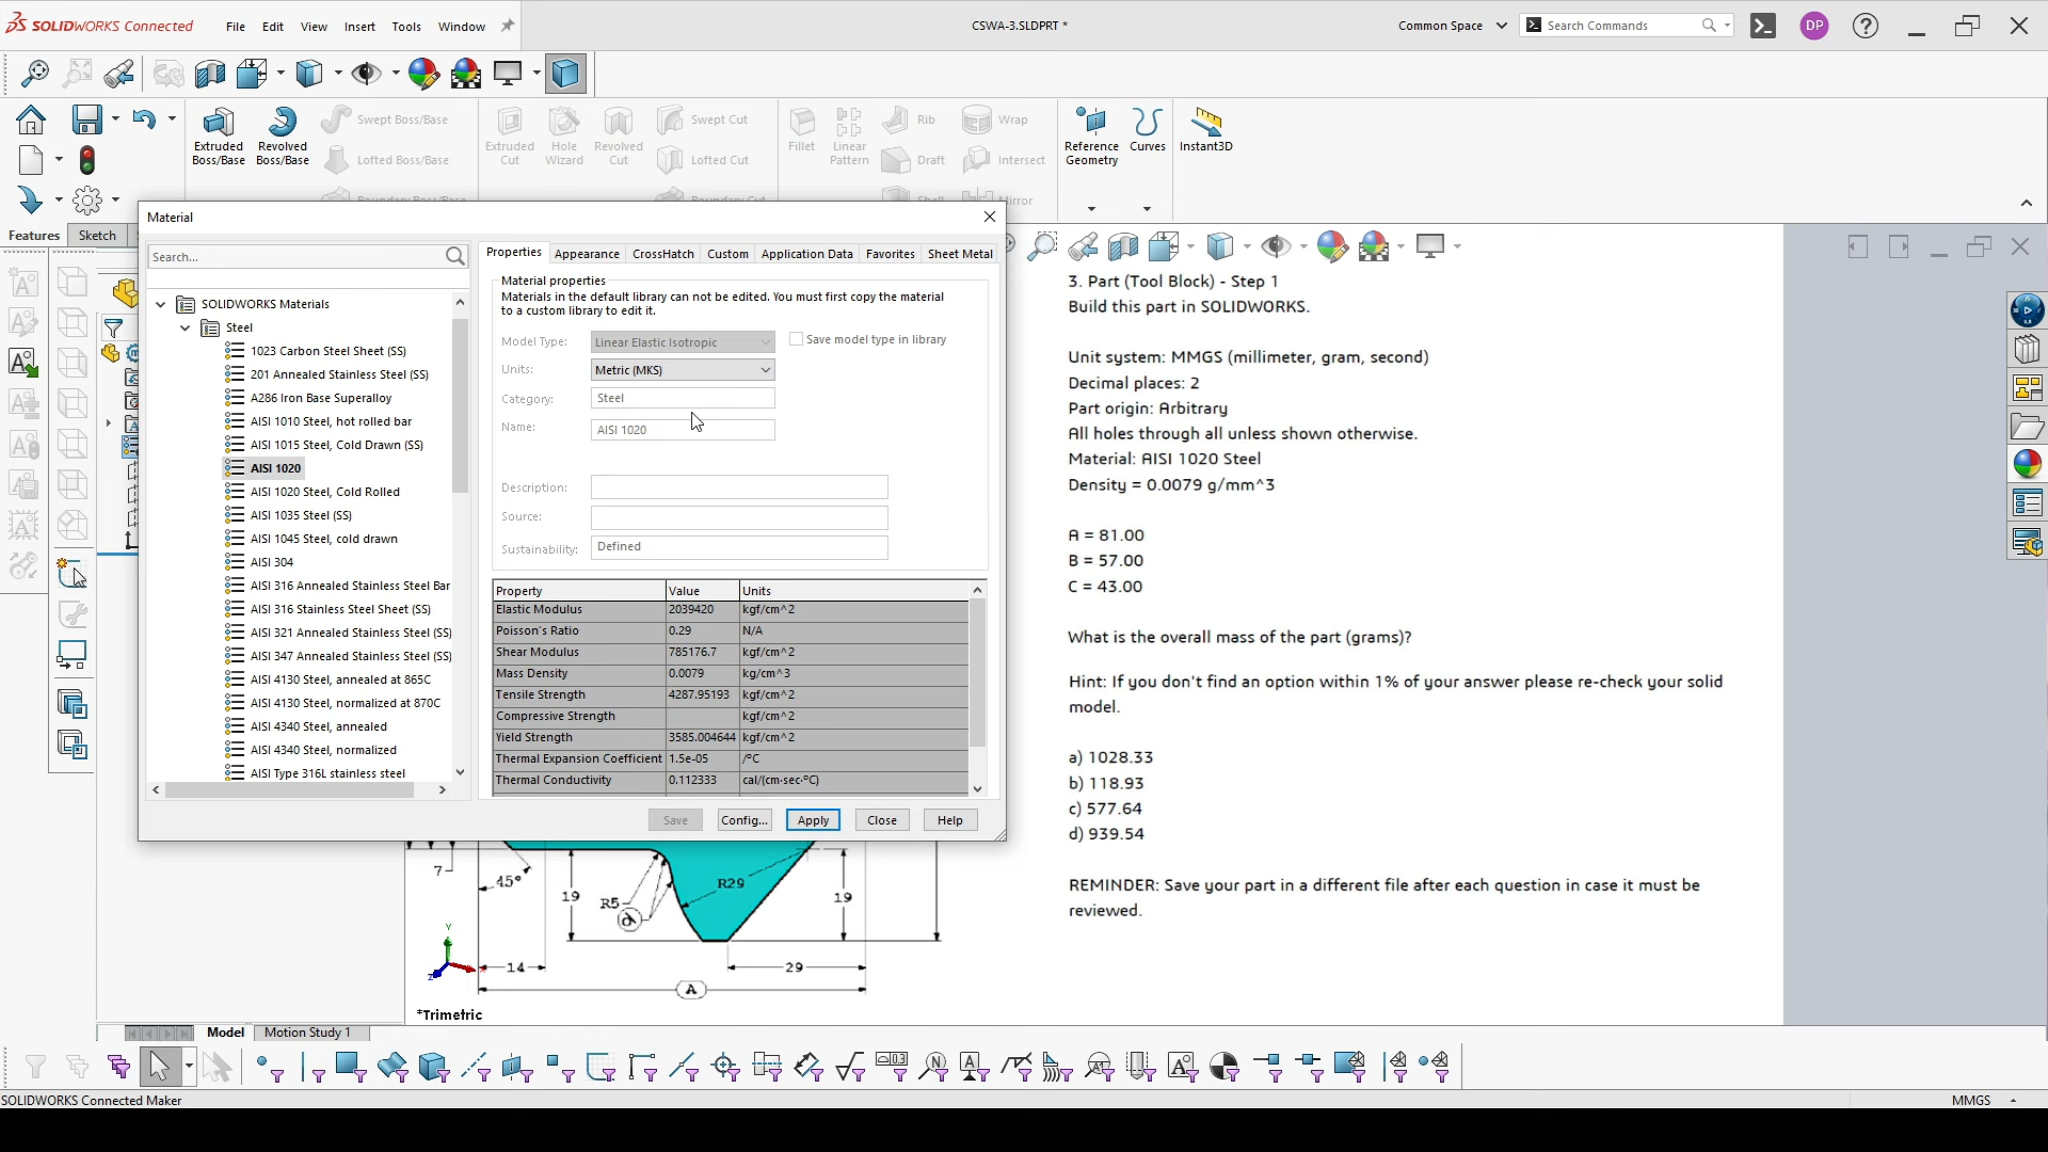 SOLIDWORKS Connected
File Edit View Insert Tools Window
CSWA-3.SLDPRT *
Common Space
Search Commands
DP
Extruded Boss/Base
Revolved Boss/Base
Swept Boss/Base
Lofted Boss/Base
Extruded Cut
Hole Wizard
Revolved Cut
Swept Cut
Lofted Cut
Fillet
Linear Pattern
Rib
Draft
Wrap
Intersect
Mirror
Reference Geometry
Curves
Instant3D
Features Sketch
Material
Search...
SOLIDWORKS Materials
Steel
1023 Carbon Steel Sheet (SS)
201 Annealed Stainless Steel (SS)
A286 Iron Base Superalloy
AISI 1010 Steel, hot rolled bar
AISI 1015 Steel, Cold Drawn (SS)
AISI 1020
AISI 1020 Steel, Cold Rolled
AISI 1035 Steel (SS)
AISI 1045 Steel, cold drawn
AISI 304
AISI 316 Annealed Stainless Steel Bar
AISI 316 Stainless Steel Sheet (SS)
AISI 321 Annealed Stainless Steel (SS)
AISI 347 Annealed Stainless Steel (SS)
AISI 4130 Steel, annealed at 865C
AISI 4130 Steel, normalized at 870C
AISI 4340 Steel, annealed
AISI 4340 Steel, normalized
AISI Type 316L stainless steel
Properties Appearance CrossHatch Custom Application Data Favorites Sheet Metal
Material properties
Materials in the default library can not be edited. You must first copy the material
to a custom library to edit it.
Model Type: Linear Elastic Isotropic Save model type in library
Units: Metric (MKS)
Category: Steel
Name: AISI 1020
Description:
Source:
Sustainability: Defined
Property Value Units
Elastic Modulus 2039420 kgf/cm^2
Poisson's Ratio 0.29 N/A
Shear Modulus 785176.7 kgf/cm^2
Mass Density 0.0079 kg/cm^3
Tensile Strength 4287.95193 kgf/cm^2
Compressive Strength kgf/cm^2
Yield Strength 3585.004644 kgf/cm^2
Thermal Expansion Coefficient 1.5e-05 /°C
Thermal Conductivity 0.112333 cal/(cm·sec·°C)
Save Config... Apply Close Help
3. Part (Tool Block) - Step 1
Build this part in SOLIDWORKS.
Unit system: MMGS (millimeter, gram, second)
Decimal places: 2
Part origin: Arbitrary
All holes through all unless shown otherwise.
Material: AISI 1020 Steel
Density = 0.0079 g/mm^3
A = 81.00
B = 57.00
C = 43.00
What is the overall mass of the part (grams)?
Hint: If you don't find an option within 1% of your answer please re-check your solid
model.
a) 1028.33
b) 118.93
c) 577.64
d) 939.54
REMINDER: Save your part in a different file after each question in case it must be
reviewed.
7
45°
19
R5
R29
19
14
29
A
Y
*Trimetric
Model Motion Study 1
SOLIDWORKS Connected Maker
MMGS